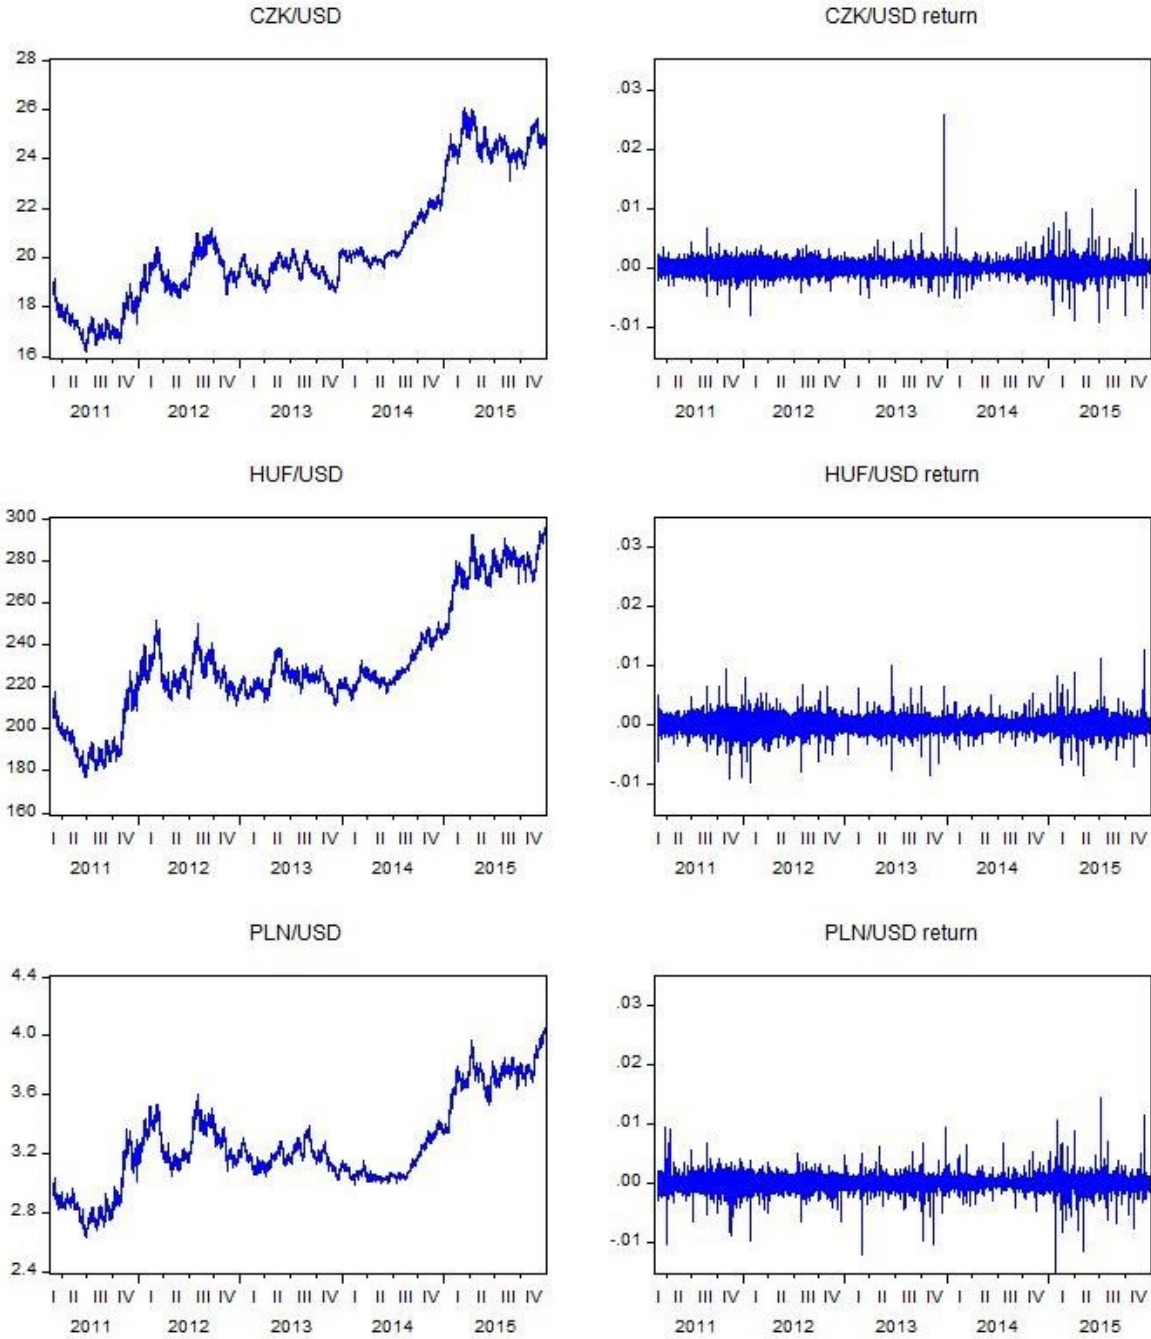 CZK/USD
28
26
24
22
20
18
16
I II III IV I II III IV I II III IV I II III IV I II III IV
2011 2012 2013 2014 2015
CZK/USD return
.03
.02
.01
.00
-.01
I II III IV I II III IV I II III IV I II III IV I II III IV
2011 2012 2013 2014 2015
HUF/USD
300
280
260
240
220
200
180
160
I II III IV I II III IV I II III IV I II III IV I II III IV
2011 2012 2013 2014 2015
HUF/USD return
.03
.02
.01
.00
-.01
I II III IV I II III IV I II III IV I II III IV I II III IV
2011 2012 2013 2014 2015
PLN/USD
4.4
4.0
3.6
3.2
2.8
2.4
I II III IV I II III IV I II III IV I II III IV I II III IV
2011 2012 2013 2014 2015
PLN/USD return
.03
.02
.01
.00
-.01
I II III IV I II III IV I II III IV I II III IV I II III IV
2011 2012 2013 2014 2015